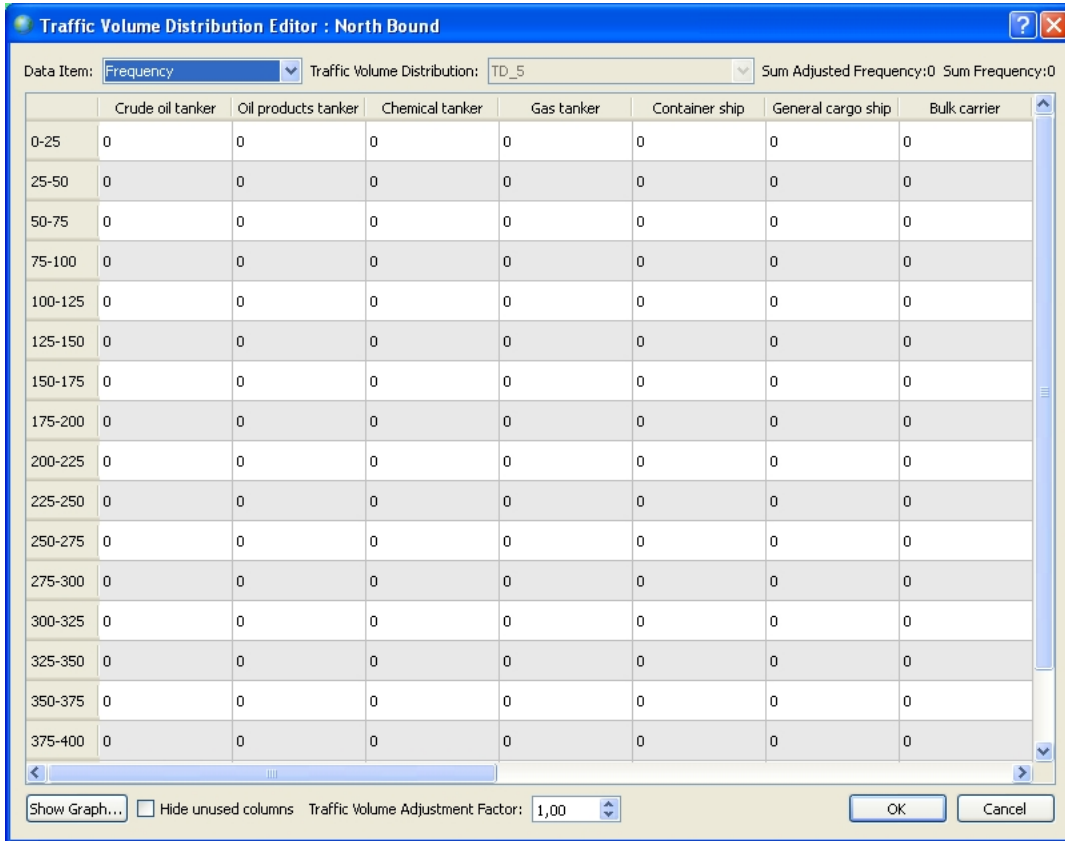 Traffic Volume Distribution Editor : North Bound
Data Item: Frequency Traffic Volume Distribution: TD_5 Sum Adjusted Frequency:0 Sum Frequency:0
Crude oil tanker Oil products tanker Chemical tanker Gas tanker Container ship General cargo ship Bulk carrier
0-25 0 0 0 0 0 0 0
25-50 0 0 0 0 0 0 0
50-75 0 0 0 0 0 0 0
75-100 0 0 0 0 0 0 0
100-125 0 0 0 0 0 0 0
125-150 0 0 0 0 0 0 0
150-175 0 0 0 0 0 0 0
175-200 0 0 0 0 0 0 0
200-225 0 0 0 0 0 0 0
225-250 0 0 0 0 0 0 0
250-275 0 0 0 0 0 0 0
275-300 0 0 0 0 0 0 0
300-325 0 0 0 0 0 0 0
325-350 0 0 0 0 0 0 0
350-375 0 0 0 0 0 0 0
375-400 0 0 0 0 0 0 0
Show Graph... Hide unused columns Traffic Volume Adjustment Factor: 1,00 OK Cancel